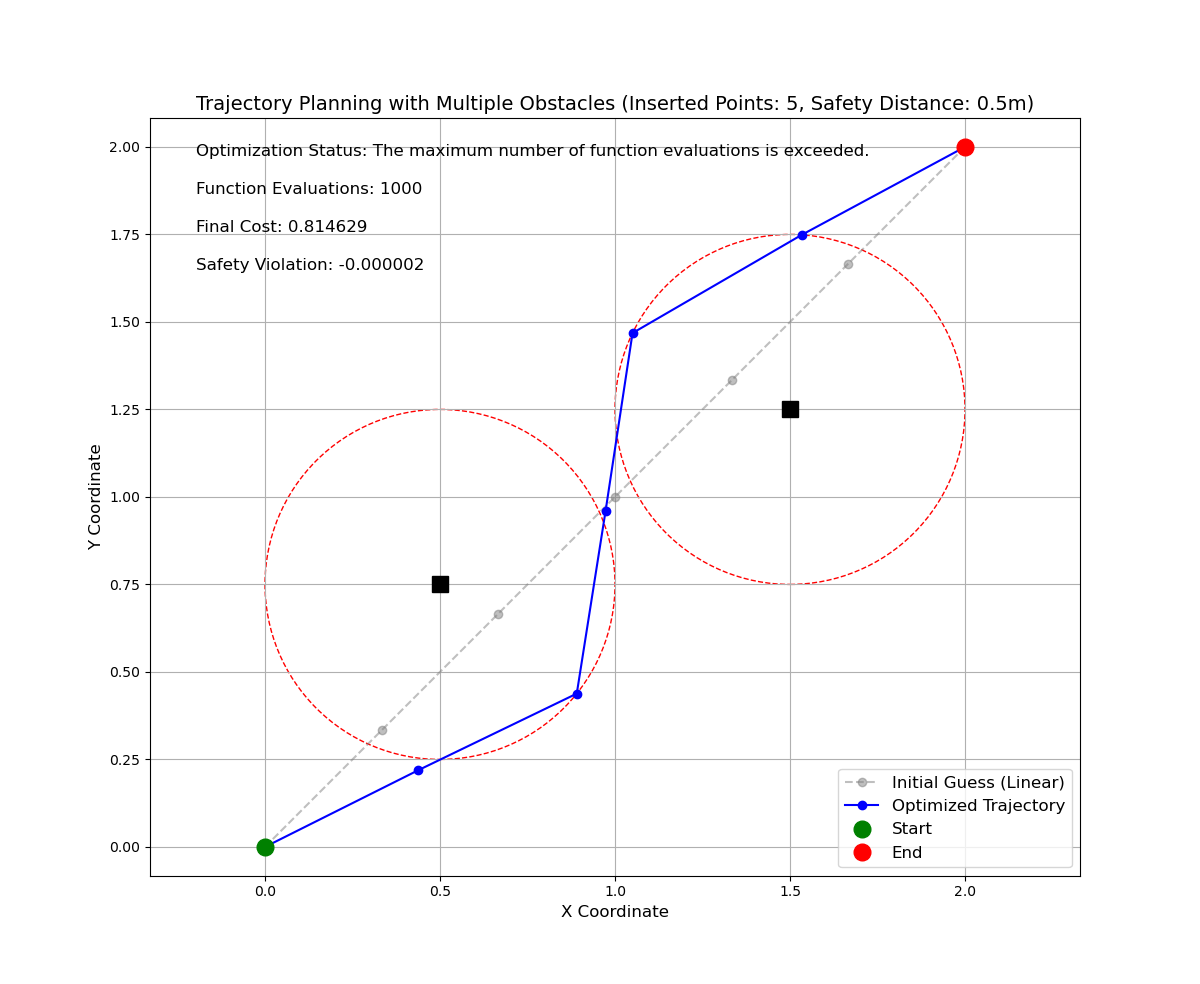 Trajectory Planning with Multiple Obstacles (Inserted Points: 5, Safety Distance: 0.5m)
Optimization Status: The maximum number of function evaluations is exceeded.
Function Evaluations: 1000
Final Cost: 0.814629
Safety Violation: -0.000002
Y Coordinate
2.00
1.75
1.50
1.25
1.00
0.75
0.50
0.25
0.00
Initial Guess (Linear)
Optimized Trajectory
Start
End
0.0 0.5 1.0 1.5 2.0
X Coordinate